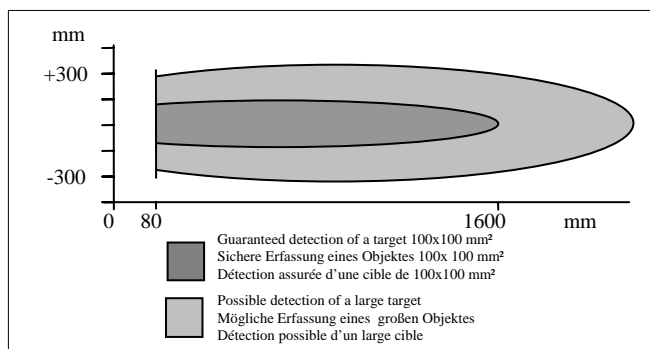 mm
+300
-300
0 80 1600 mm
Guaranteed detection of a target 100x100 mm²
Sichere Erfassung eines Objektes 100x 100 mm²
Détection assurée d'une cible de 100x100 mm²
Possible detection of a large target
Mögliche Erfassung eines großen Objektes
Détection possible d'un large cible